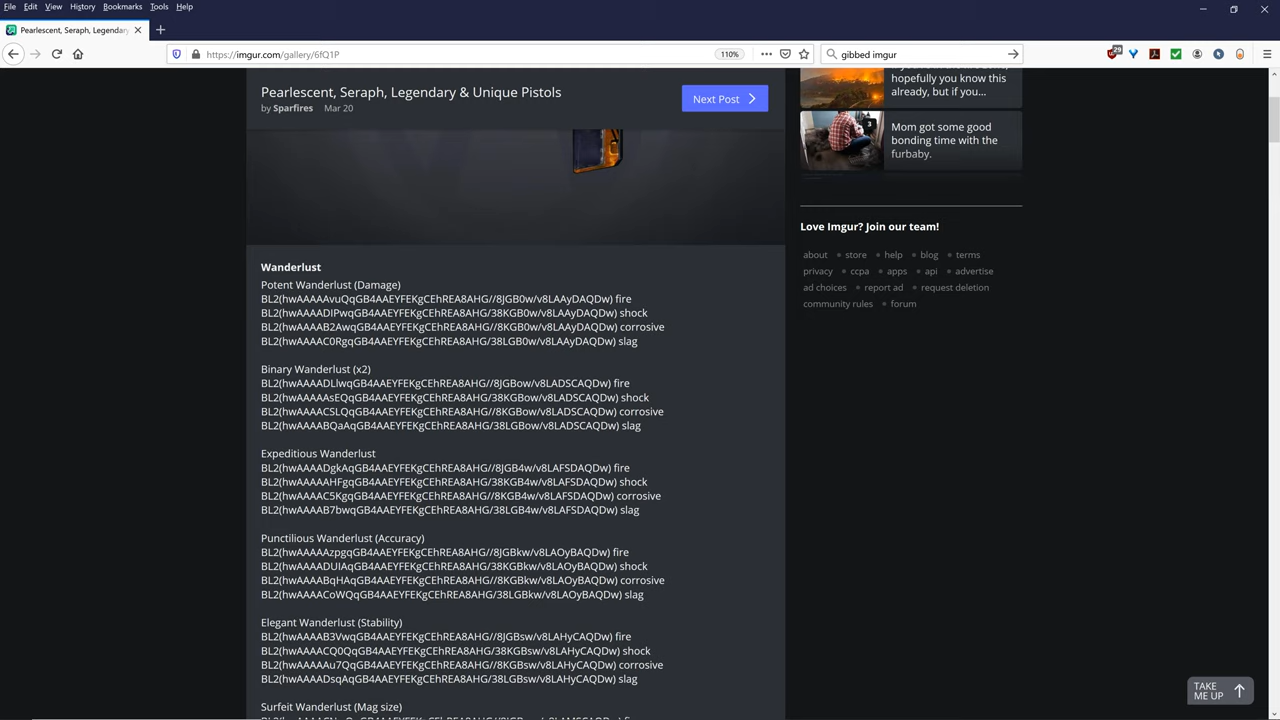 File Edit View History Bookmarks Tools Help
Pearlescent, Seraph, Legendary
https://imgur.com/gallery/6fQ1P
110%
gibbed imgur
29
Pearlescent, Seraph, Legendary & Unique Pistols
by Sparfires Mar 20
Next Post
hopefully you know this
already, but if you...
3
Mom got some good
bonding time with the
furbaby.
Love Imgur? Join our team!
about store help blog terms
privacy ccpa apps api advertise
ad choices report ad request deletion
community rules forum
Wanderlust
Potent Wanderlust (Damage)
BL2(hwAAAAAvuQqGB4AAEYFEKgCEhREA8AHG//8JGB0w/v8LAAyDAQDw) fire
BL2(hwAAAADIPwqGB4AAEYFEKgCEhREA8AHG/38KGB0w/v8LAAyDAQDw) shock
BL2(hwAAAAB2AwqGB4AAEYFEKgCEhREA8AHG//8KGB0w/v8LAAyDAQDw) corrosive
BL2(hwAAAAC0RgqGB4AAEYFEKgCEhREA8AHG/38LGB0w/v8LAAyDAQDw) slag
Binary Wanderlust (x2)
BL2(hwAAAADLlwqGB4AAEYFEKgCEhREA8AHG//8JGBow/v8LADSCAQDw) fire
BL2(hwAAAAAsEQqGB4AAEYFEKgCEhREA8AHG/38KGBow/v8LADSCAQDw) shock
BL2(hwAAAACSLQqGB4AAEYFEKgCEhREA8AHG//8KGBow/v8LADSCAQDw) corrosive
BL2(hwAAAABQaAqGB4AAEYFEKgCEhREA8AHG/38LGBow/v8LADSCAQDw) slag
Expeditious Wanderlust
BL2(hwAAAADgkAqGB4AAEYFEKgCEhREA8AHG//8JGB4w/v8LAFSDAQDw) fire
BL2(hwAAAAAHFgqGB4AAEYFEKgCEhREA8AHG/38KGB4w/v8LAFSDAQDw) shock
BL2(hwAAAAC5KgqGB4AAEYFEKgCEhREA8AHG//8KGB4w/v8LAFSDAQDw) corrosive
BL2(hwAAAAB7bwqGB4AAEYFEKgCEhREA8AHG/38LGB4w/v8LAFSDAQDw) slag
Punctilious Wanderlust (Accuracy)
BL2(hwAAAAAzpgqGB4AAEYFEKgCEhREA8AHG//8JGBkw/v8LAOyBAQDw) fire
BL2(hwAAAADUIAqGB4AAEYFEKgCEhREA8AHG/38KGBkw/v8LAOyBAQDw) shock
BL2(hwAAAABqHAqGB4AAEYFEKgCEhREA8AHG//8KGBkw/v8LAOyBAQDw) corrosive
BL2(hwAAAACoWQqGB4AAEYFEKgCEhREA8AHG/38LGBkw/v8LAOyBAQDw) slag
Elegant Wanderlust (Stability)
BL2(hwAAAAB3VwqGB4AAEYFEKgCEhREA8AHG//8JGBsw/v8LAHyCAQDw) fire
BL2(hwAAAACQ0QqGB4AAEYFEKgCEhREA8AHG/38KGBsw/v8LAHyCAQDw) shock
BL2(hwAAAAAu7QqGB4AAEYFEKgCEhREA8AHG//8KGBsw/v8LAHyCAQDw) corrosive
BL2(hwAAAADsqAqGB4AAEYFEKgCEhREA8AHG/38LGBsw/v8LAHyCAQDw) slag
Surfeit Wanderlust (Mag size)
TAKE
ME UP